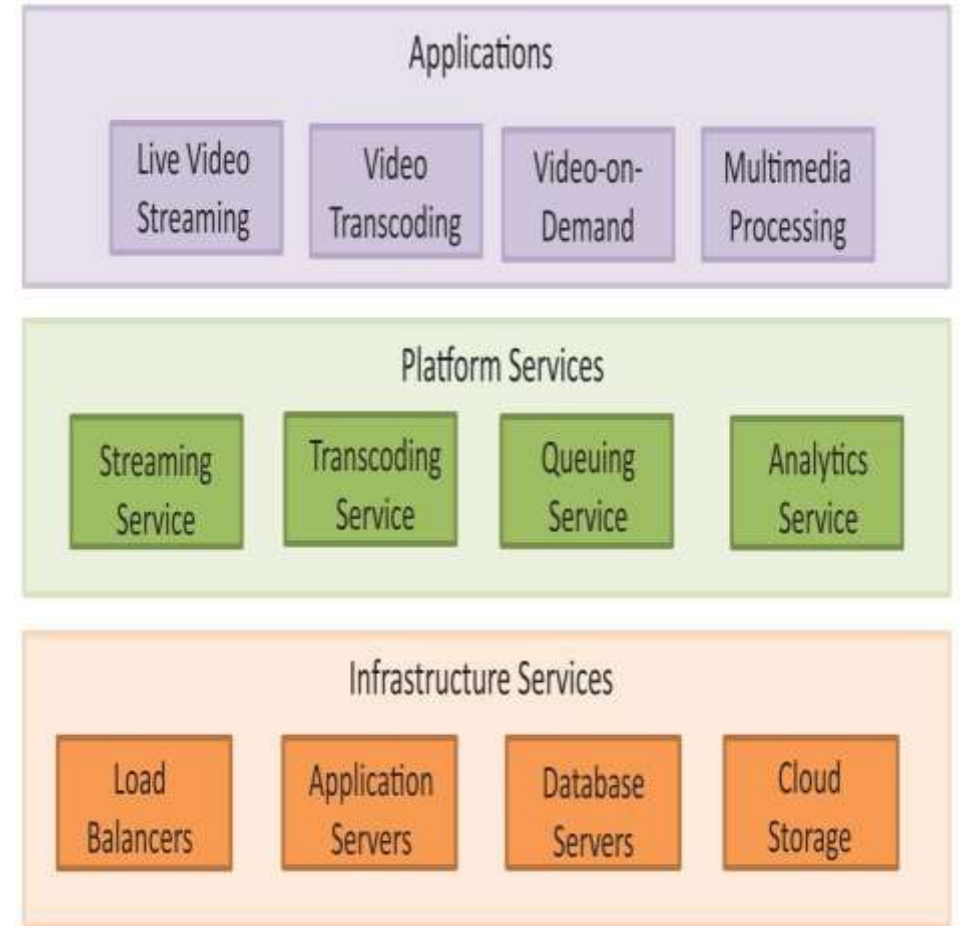 Applications
Live Video
Streaming
Video
Transcoding
Video-on-
Demand
Multimedia
Processing
Platform Services
Streaming
Service
Transcoding
Service
Queuing
Service
Analytics
Service
Infrastructure Services
Load
Balancers
Application
Servers
Database
Servers
Cloud
Storage